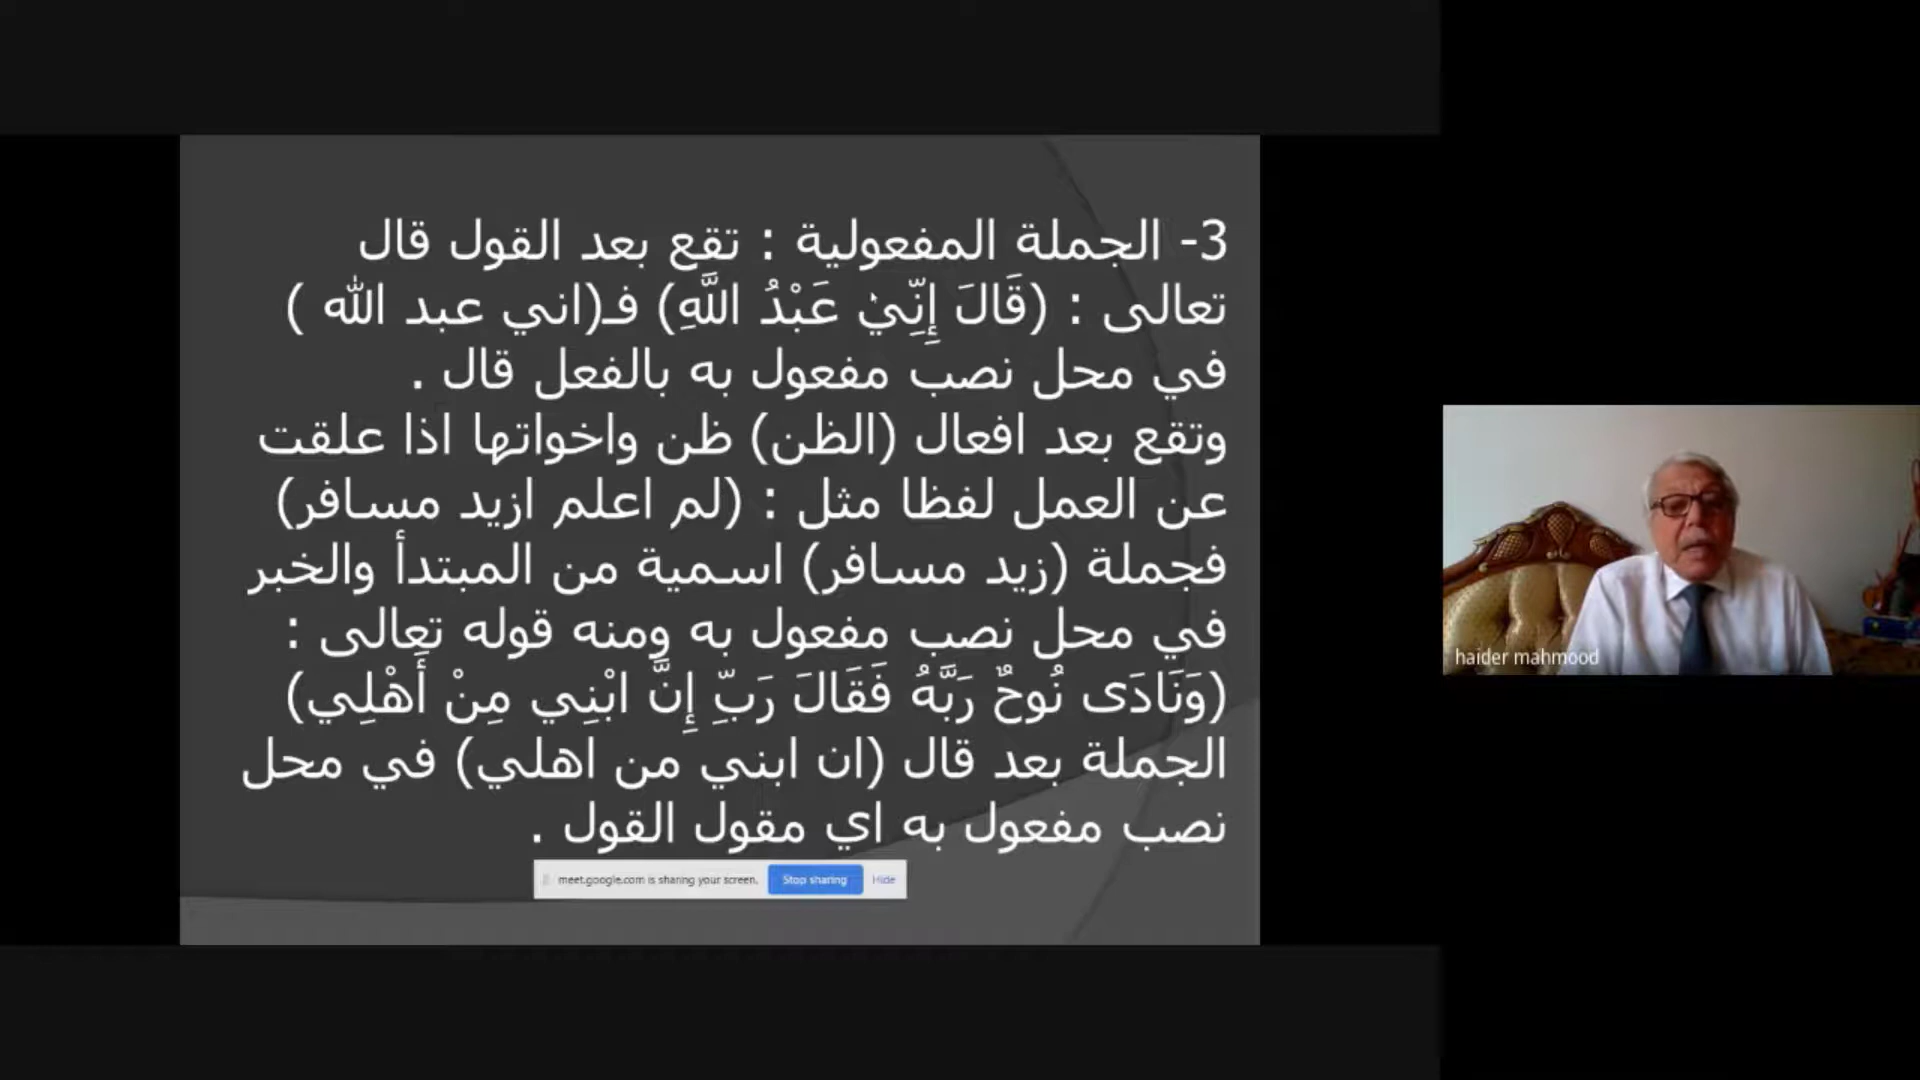 3- الجملة المفعولية : تقع بعد القول قال
تعالى : (قَالَ إِنِّيْ عَبْدُ اللَّهِ) فـ(اني عبد الله )
في محل نصب مفعول به بالفعل قال .
وتقع بعد افعال (الظن) ظن واخواتها اذا علقت
عن العمل لفظا مثل : (لم اعلم ازيد مسافر)
فجملة (زيد مسافر) اسمية من المبتدأ والخبر
في محل نصب مفعول به ومنه قوله تعالى :
(وَنَادَى نُوحٌ رَبَّهُ فَقَالَ رَبِّ إِنَّ ابْنِي مِنْ أَهْلِي)
الجملة بعد قال (ان ابني من اهلي) في محل
نصب مفعول به اي مقول القول .
meet.google.com is sharing your screen. Stop sharing Hide
haider mahmood